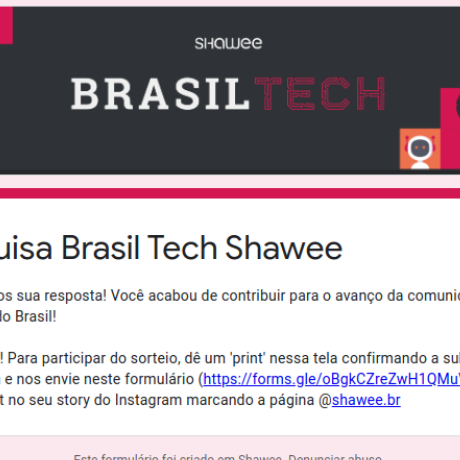 SHAWEE
BRASILTECH
uisa Brasil Tech Shawee
os sua resposta! Você acabou de contribuir para o avanço da comuni
do Brasil!
! Para participar do sorteio, dê um 'print' nessa tela confirmando a su
e nos envie neste formulário (https://forms.gle/oBgkCZreZwH1QMu
t no seu story do Instagram marcando a página @shawee.br
Este formulário foi criado em Shawee. Denunciar abuso